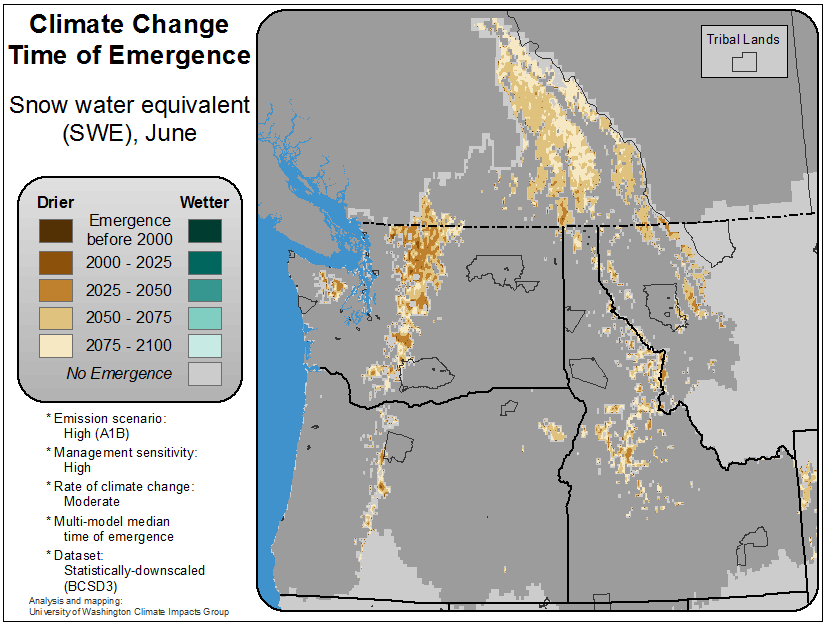 Climate Change
Time of Emergence
Snow water equivalent
(SWE), June
Drier
Wetter
Emergence
before 2000
2000 - 2025
2025 - 2050
2050 - 2075
2075 - 2100
No Emergence
* Emission scenario:
High (A1B)
* Management sensitivity:
High
* Rate of climate change:
Moderate
* Multi-model median
time of emergence
* Dataset:
Statistically-downscaled
(BCSD3)
Analysis and mapping:
University of Washington Climate Impacts Group
Tribal Lands